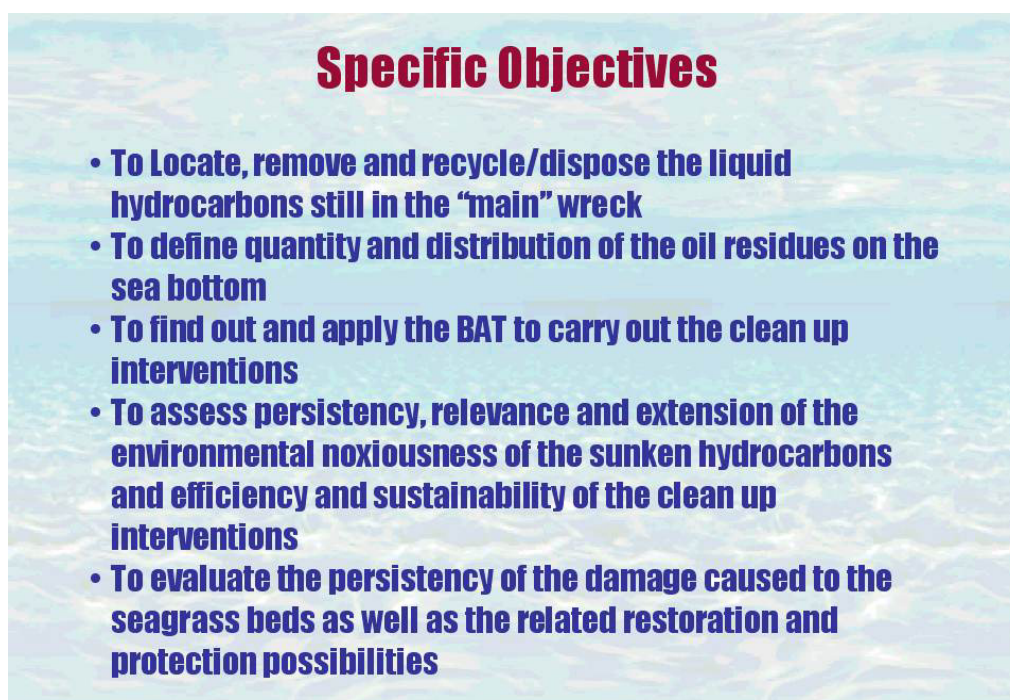 Specific Objectives
• To Locate, remove and recycle/dispose the liquid
hydrocarbons still in the “main” wreck
• To define quantity and distribution of the oil residues on the
sea bottom
• To find out and apply the BAT to carry out the clean up
interventions
• To assess persistency, relevance and extension of the
environmental noxiousness of the sunken hydrocarbons
and efficiency and sustainability of the clean up
interventions
• To evaluate the persistency of the damage caused to the
seagrass beds as well as the related restoration and
protection possibilities